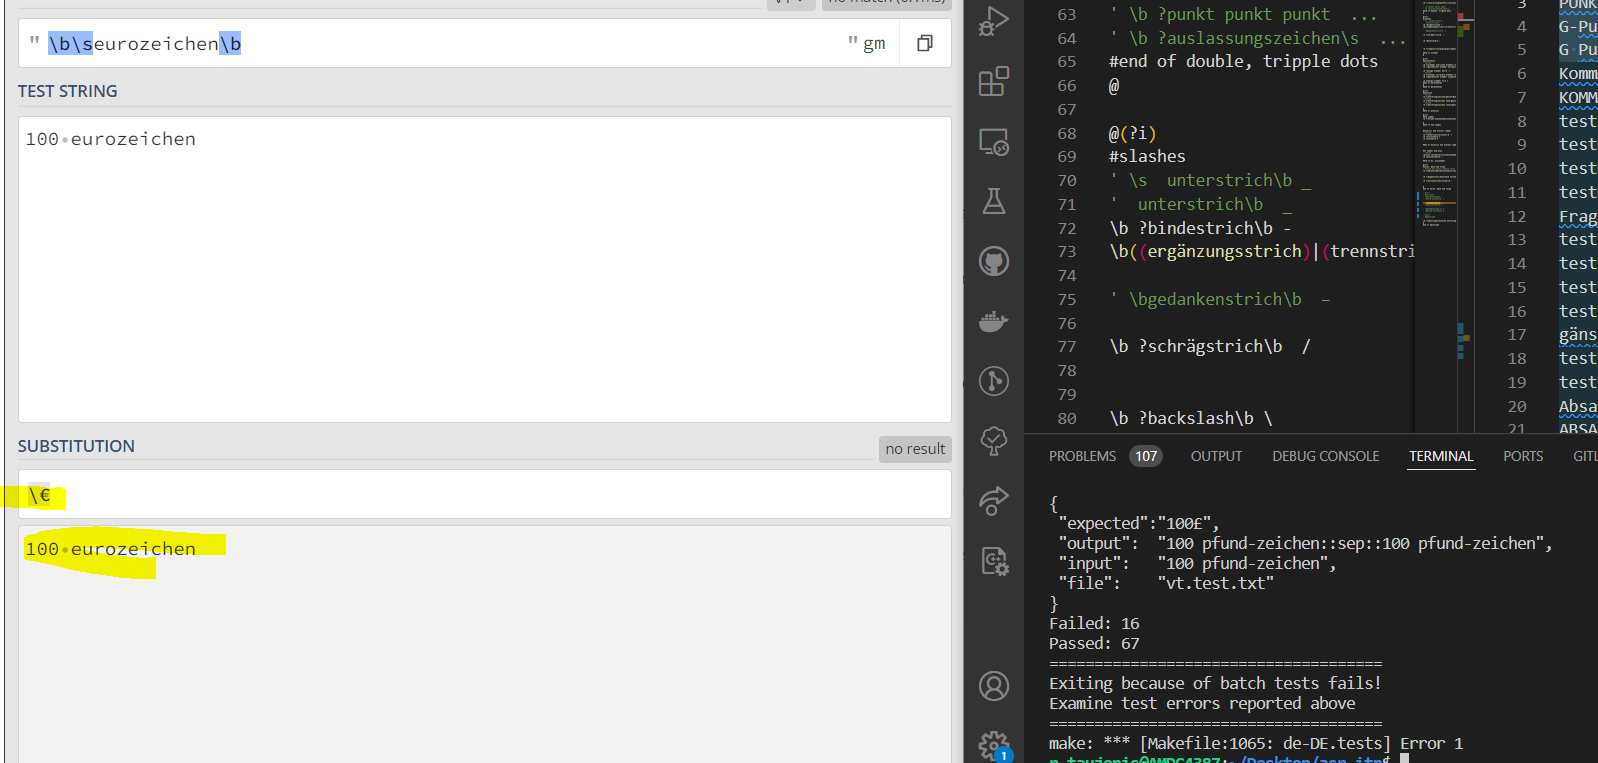 " \b\seurozeichen\b " gm
TEST STRING
100·eurozeichen
SUBSTITUTION
no result
\€
100·eurozeichen
63 ' \b ?punkt punkt punkt  ...
64 ' \b ?auslassungszeichen\s  ...
65 #end of double, tripple dots
66 @
67
68 @(?i)
69 #slashes
70 ' \s  unterstrich\b _
71 '  unterstrich\b  _
72 \b ?bindestrich\b -
73 \b((ergänzungsstrich)|(trennstri
74
75 ' \bgedankenstrich\b  –
76
77 \b ?schrägstrich\b  /
78
79
80 \b ?backslash\b \
3 PUNK
4 G-Pu
5 G Pu
6 Komm
7 KOMM
8 test
9 test
10 test
11 test
12 Frag
13 test
14 test
15 test
16 test
17 gäns
18 test
19 test
20 Absa
21 ABSA
PROBLEMS 107 OUTPUT DEBUG CONSOLE TERMINAL PORTS GITL
{
"expected":"100£",
"output":  "100 pfund-zeichen::sep::100 pfund-zeichen",
"input":   "100 pfund-zeichen",
"file":    "vt.test.txt"
}
Failed: 16
Passed: 67
=====================================
Exiting because of batch tests fails!
Examine test errors reported above
=====================================
make: *** [Makefile:1065: de-DE.tests] Error 1
1